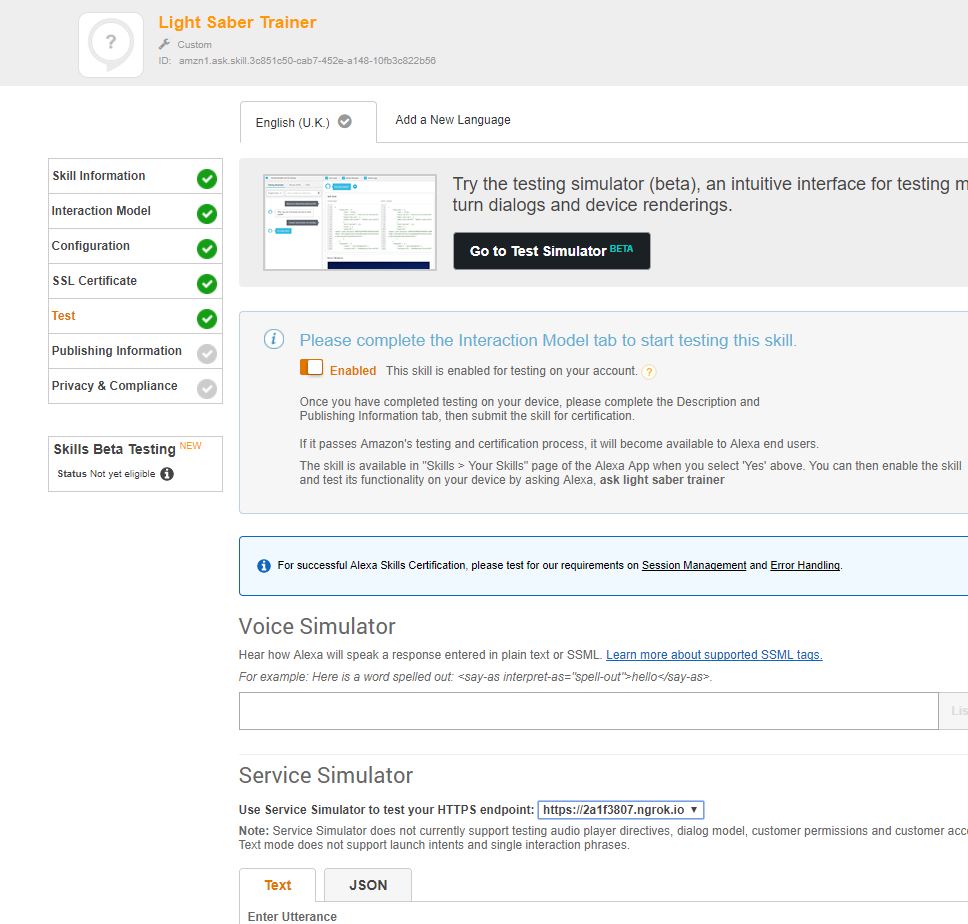 Light Saber Trainer
Custom
ID: amzn1.ask.skill.3c851c50-cab7-452e-a148-10fb3c822b56
English (U.K.)
Add a New Language
Skill Information
Interaction Model
Configuration
SSL Certificate
Test
Publishing Information
Privacy & Compliance
Skills Beta Testing NEW
Status Not yet eligible
Try the testing simulator (beta), an intuitive interface for testing m
turn dialogs and device renderings.
Go to Test Simulator BETA
Please complete the Interaction Model tab to start testing this skill.
Enabled This skill is enabled for testing on your account. ?
Once you have completed testing on your device, please complete the Description and
Publishing Information tab, then submit the skill for certification.
If it passes Amazon's testing and certification process, it will become available to Alexa end users.
The skill is available in "Skills > Your Skills" page of the Alexa App when you select 'Yes' above. You can then enable the skill
and test its functionality on your device by asking Alexa, ask light saber trainer
For successful Alexa Skills Certification, please test for our requirements on Session Management and Error Handling.
Voice Simulator
Hear how Alexa will speak a response entered in plain text or SSML. Learn more about supported SSML tags.
For example: Here is a word spelled out: <say-as interpret-as="spell-out">hello</say-as>.
Lis
Service Simulator
Use Service Simulator to test your HTTPS endpoint: https://2a1f3807.ngrok.io
Note: Service Simulator does not currently support testing audio player directives, dialog model, customer permissions and customer acc
Text mode does not support launch intents and single interaction phrases.
Text
JSON
Enter Utterance